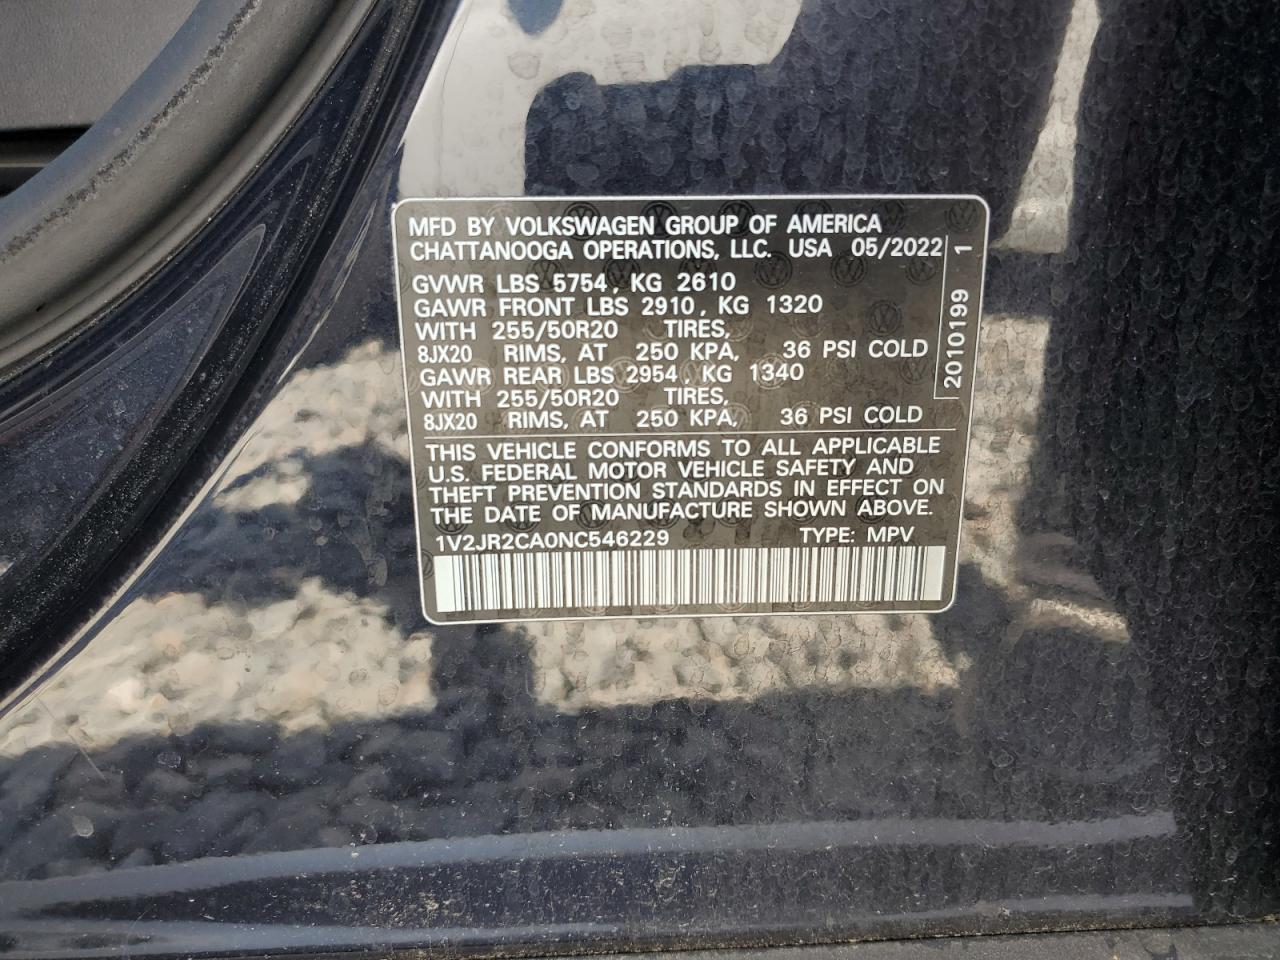 MFD BY VOLKSWAGEN GROUP OF AMERICA
CHATTANOOGA OPERATIONS, LLC. USA 05/2022
GVWR LBS 5754, KG 2610
GAWR FRONT LBS 2910, KG 1320
WITH 255/50R20 TIRES,
8JX20 RIMS, AT 250 KPA, 36 PSI COLD
GAWR REAR LBS 2954, KG 1340
WITH 255/50R20 TIRES,
8JX20 RIMS, AT 250 KPA, 36 PSI COLD
2010199 1
THIS VEHICLE CONFORMS TO ALL APPLICABLE
U.S. FEDERAL MOTOR VEHICLE SAFETY AND
THEFT PREVENTION STANDARDS IN EFFECT ON
THE DATE OF MANUFACTURE SHOWN ABOVE.
1V2JR2CA0NC546229 TYPE: MPV